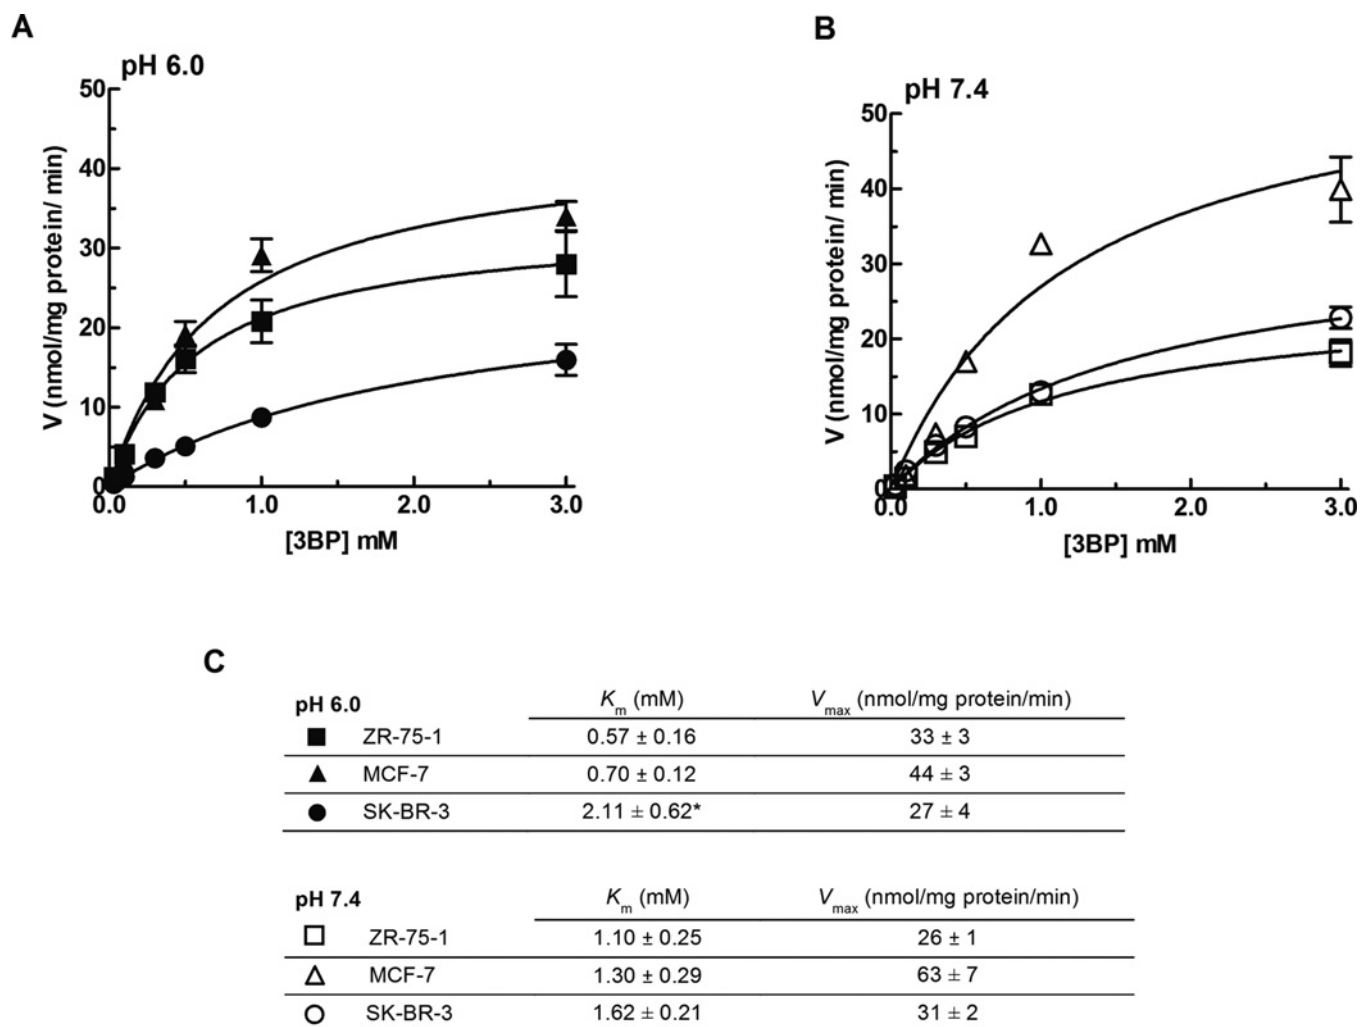 A
pH 6.0
V (nmol/mg protein/ min)
50
40
30
20
10
0
0.0 1.0 2.0 3.0
[3BP] mM
B
pH 7.4
V (nmol/mg protein/ min)
50
40
30
20
10
0
0.0 1.0 2.0 3.0
[3BP] mM
C
pH 6.0 Km (mM) Vmax (nmol/mg protein/min)
ZR-75-1 0.57 ± 0.16 33 ± 3
MCF-7 0.70 ± 0.12 44 ± 3
SK-BR-3 2.11 ± 0.62* 27 ± 4
pH 7.4 Km (mM) Vmax (nmol/mg protein/min)
ZR-75-1 1.10 ± 0.25 26 ± 1
MCF-7 1.30 ± 0.29 63 ± 7
SK-BR-3 1.62 ± 0.21 31 ± 2